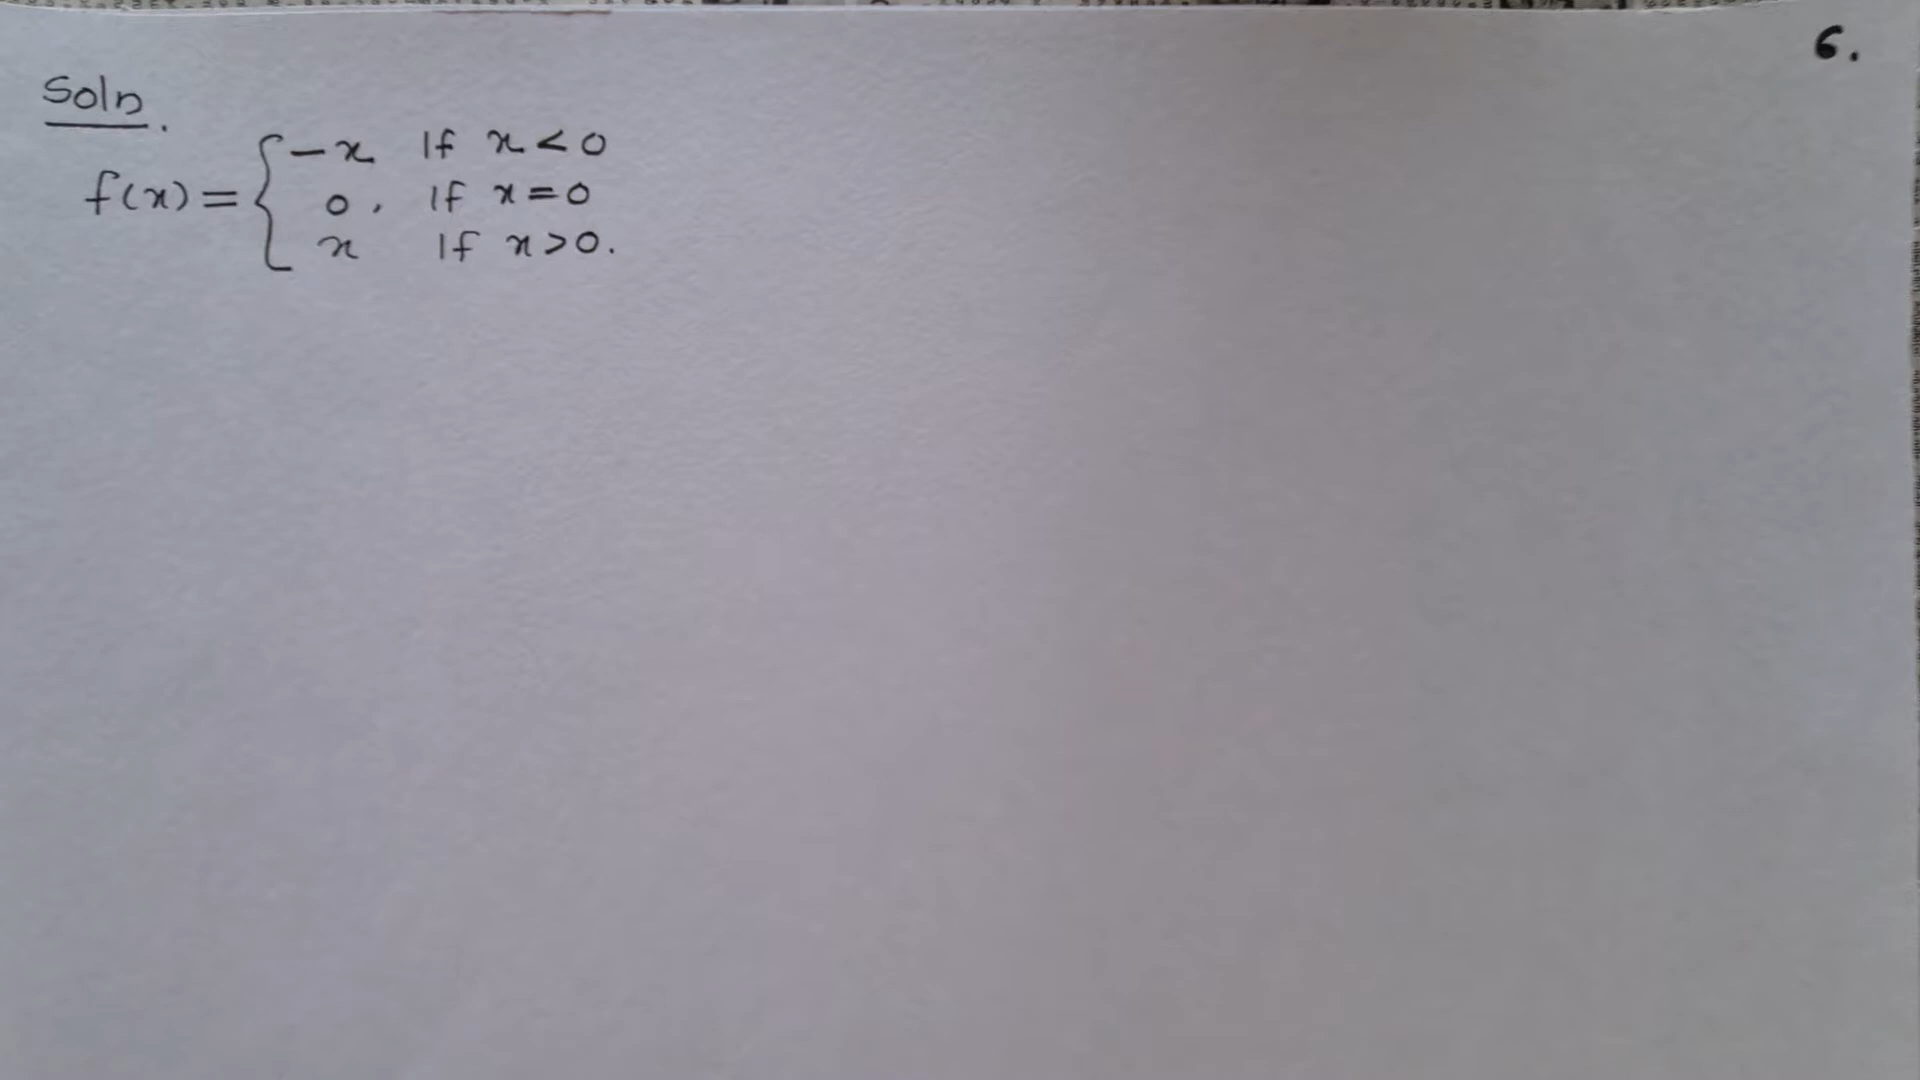 6.
Soln.
f(x) = { -x If x < 0
0, If x = 0
x If x > 0.